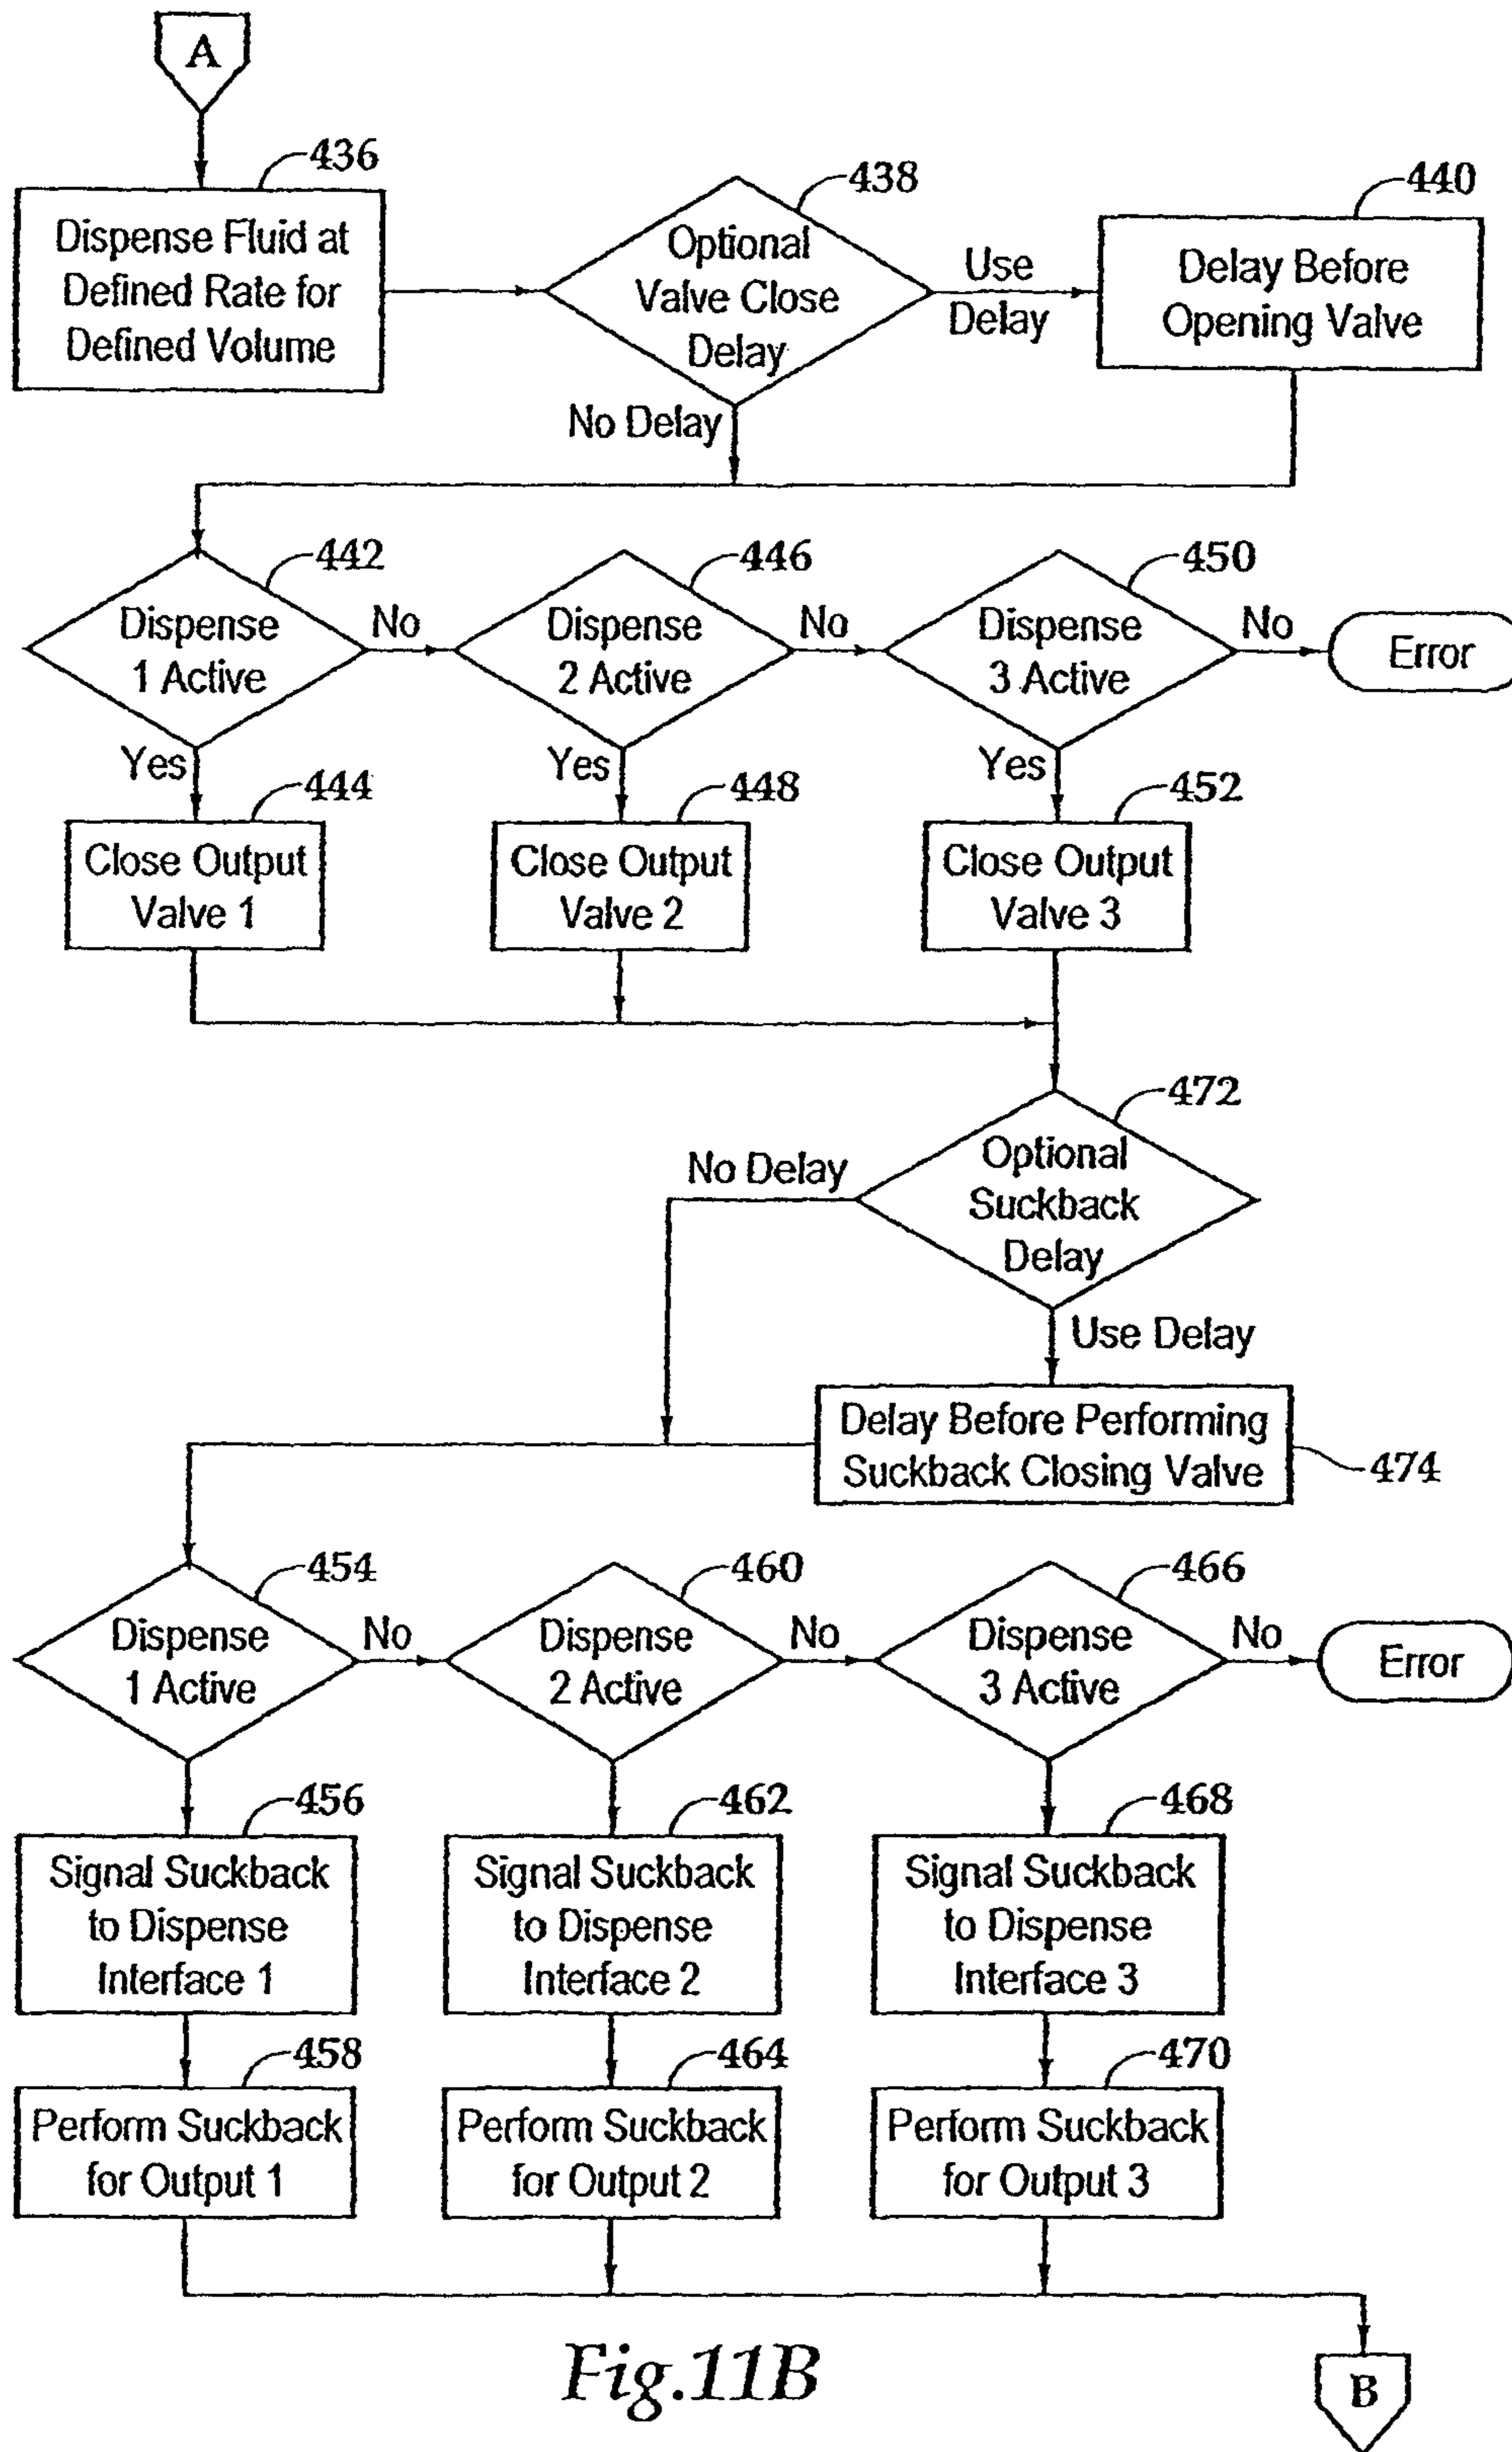 A
436
Dispense Fluid at
Defined Rate for
Defined Volume
438
Optional
Valve Close
Delay
Use
Delay
440
Delay Before
Opening Valve
No Delay
442
Dispense
1 Active
No
446
Dispense
2 Active
No
450
Dispense
3 Active
No
Error
Yes
444
Close Output
Valve 1
Yes
448
Close Output
Valve 2
Yes
452
Close Output
Valve 3
472
Optional
Suckback
Delay
No Delay
Use Delay
Delay Before Performing
Suckback Closing Valve
474
454
Dispense
1 Active
No
460
Dispense
2 Active
No
466
Dispense
3 Active
No
Error
456
Signal Suckback
to Dispense
Interface 1
462
Signal Suckback
to Dispense
Interface 2
468
Signal Suckback
to Dispense
Interface 3
458
Perform Suckback
for Output 1
464
Perform Suckback
for Output 2
470
Perform Suckback
for Output 3
Fig.11B
B